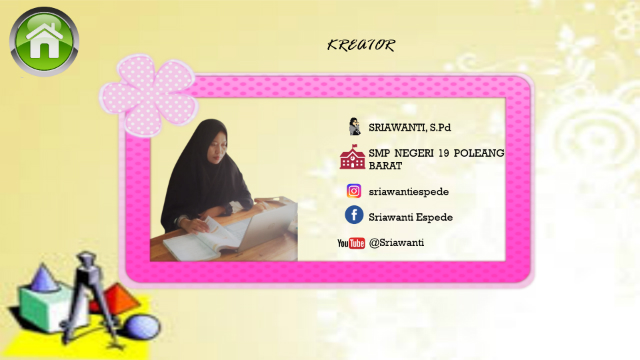 KREATOR
SRIAWANTI, S.Pd
SMP NEGERI 19 POLEANG
BARAT
sriawantiespede
Sriawanti Espede
YouTube @Sriawanti